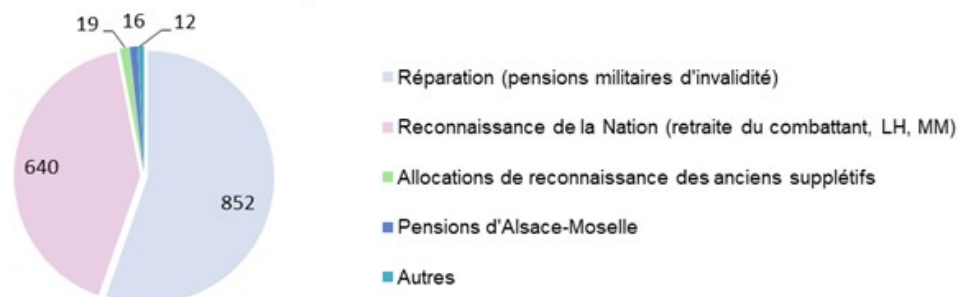 19 16 12
640
852
Réparation (pensions militaires d'invalidité)
Reconnaissance de la Nation (retraite du combattant, LH, MM)
Allocations de reconnaissance des anciens supplétifs
Pensions d'Alsace-Moselle
Autres